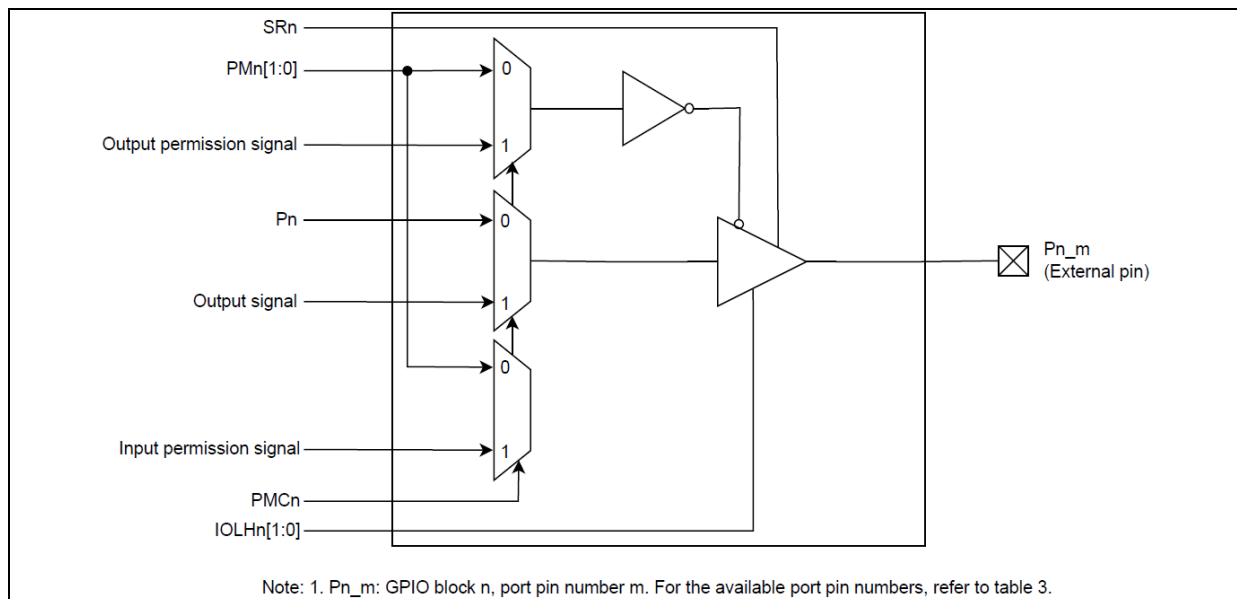 SRn
PMn[1:0]
0
Output permission signal
1
Pn
0
Pn_m
(External pin)
Output signal
1
0
Input permission signal
1
PMCn
IOLHn[1:0]
Note: 1. Pn_m: GPIO block n, port pin number m. For the available port pin numbers, refer to table 3.